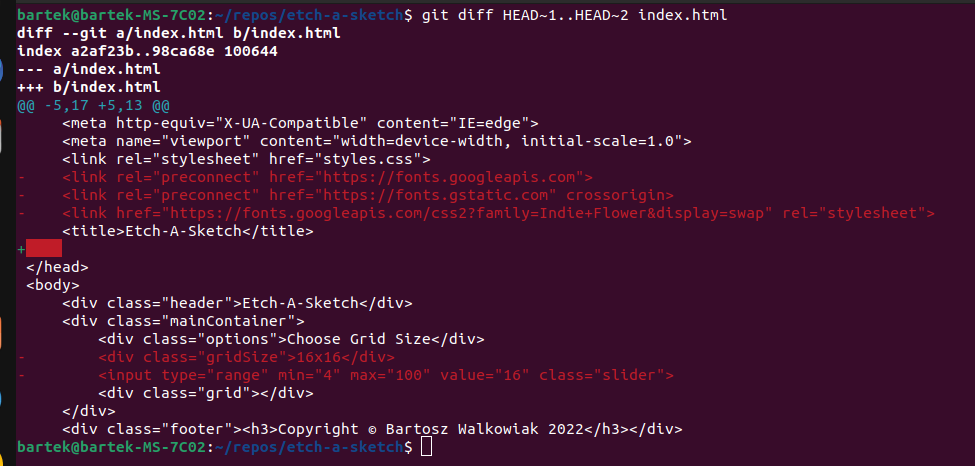 bartek@bartek-MS-7C02:~/repos/etch-a-sketch$ git diff HEAD~1..HEAD~2 index.html
diff --git a/index.html b/index.html
index a2af23b..98ca68e 100644
--- a/index.html
+++ b/index.html
@@ -5,17 +5,13 @@
     <meta http-equiv="X-UA-Compatible" content="IE=edge">
     <meta name="viewport" content="width=device-width, initial-scale=1.0">
     <link rel="stylesheet" href="styles.css">
-    <link rel="preconnect" href="https://fonts.googleapis.com">
-    <link rel="preconnect" href="https://fonts.gstatic.com" crossorigin>
-    <link href="https://fonts.googleapis.com/css2?family=Indie+Flower&display=swap" rel="stylesheet">
     <title>Etch-A-Sketch</title>
+
 </head>
 <body>
     <div class="header">Etch-A-Sketch</div>
     <div class="mainContainer">
         <div class="options">Choose Grid Size</div>
-        <div class="gridSize">16x16</div>
-        <input type="range" min="4" max="100" value="16" class="slider">
         <div class="grid"></div>
     </div>
     <div class="footer"><h3>Copyright © Bartosz Walkowiak 2022</h3></div>
bartek@bartek-MS-7C02:~/repos/etch-a-sketch$